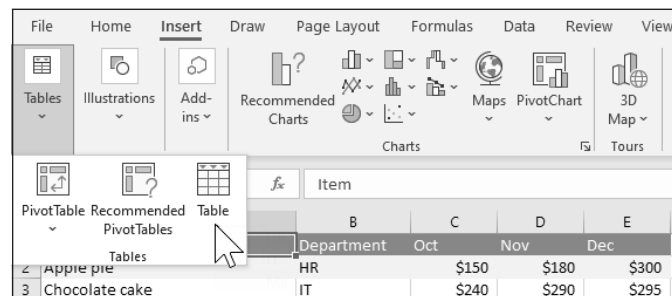 File Home Insert Draw Page Layout Formulas Data Review View
Tables Illustrations Add-ins Recommended Charts Maps PivotChart 3D Map
Charts Tours
PivotTable Recommended PivotTables Table
Tables
fx Item
B C D E
Department Oct Nov Dec
2 Apple pie HR $150 $180 $300
3 Chocolate cake IT $240 $290 $295